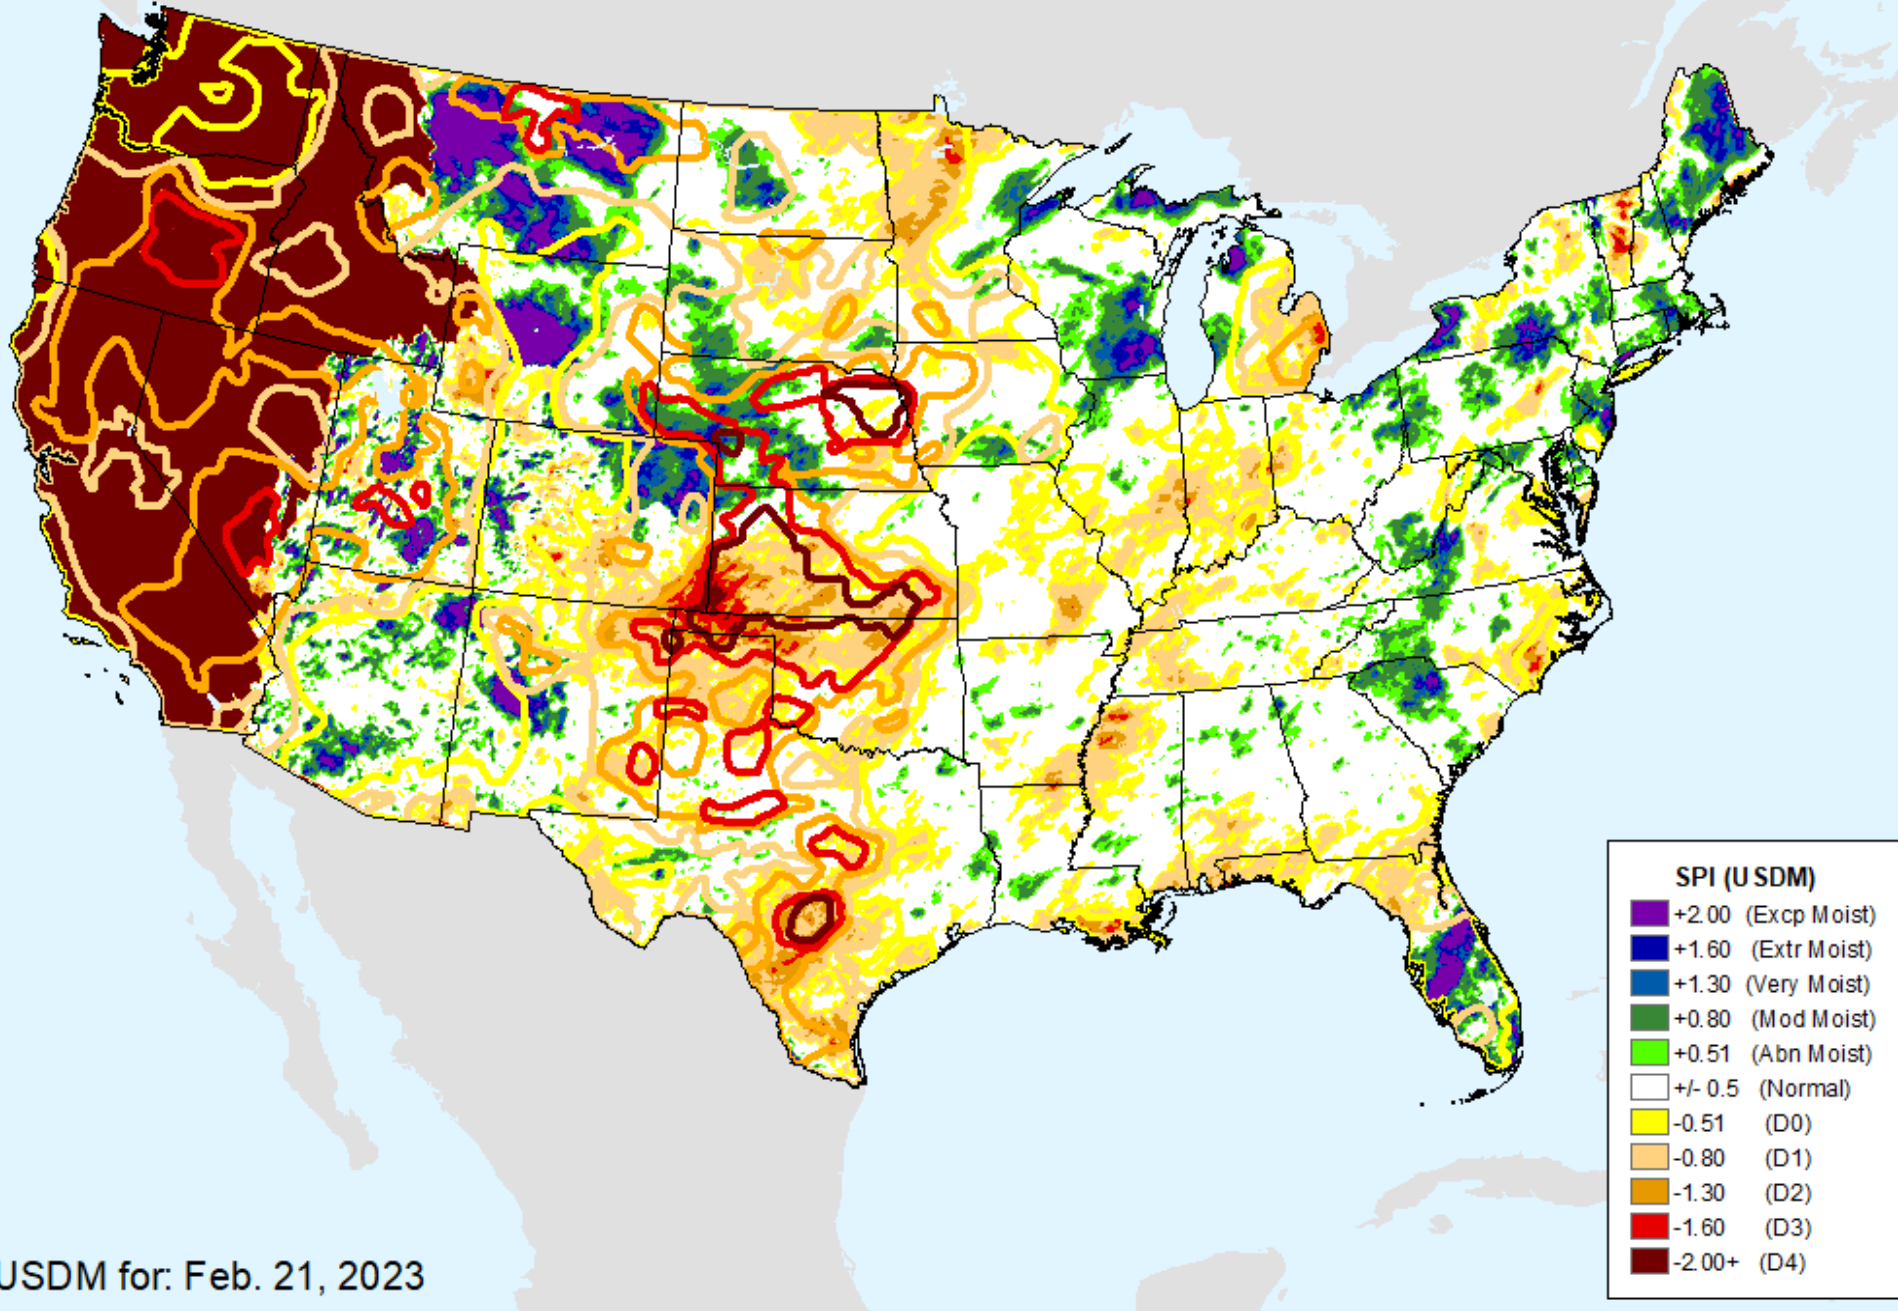 SPI (USDM)
+2.00 (Excp Moist)
+1.60 (Extr Moist)
+1.30 (Very Moist)
+0.80 (Mod Moist)
+0.51 (Abn Moist)
+/- 0.5 (Normal)
-0.51 (D0)
-0.80 (D1)
-1.30 (D2)
-1.60 (D3)
-2.00+ (D4)
USDM for: Feb. 21, 2023